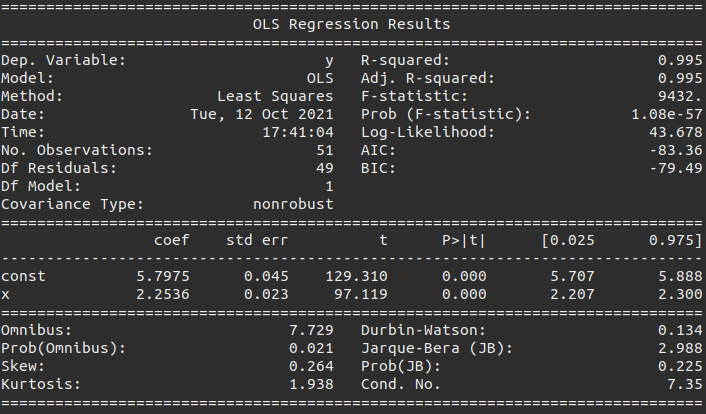 ==============================================================================
                            OLS Regression Results
==============================================================================
Dep. Variable:                      y   R-squared:                       0.995
Model:                            OLS   Adj. R-squared:                  0.995
Method:                 Least Squares   F-statistic:                     9432.
Date:                Tue, 12 Oct 2021   Prob (F-statistic):           1.08e-57
Time:                        17:41:04   Log-Likelihood:                 43.678
No. Observations:                  51   AIC:                            -83.36
Df Residuals:                      49   BIC:                            -79.49
Df Model:                           1
Covariance Type:            nonrobust
==============================================================================
                 coef    std err          t      P>|t|      [0.025      0.975]
------------------------------------------------------------------------------
const          5.7975      0.045    129.310      0.000       5.707       5.888
x              2.2536      0.023     97.119      0.000       2.207       2.300
==============================================================================
Omnibus:                        7.729   Durbin-Watson:                   0.134
Prob(Omnibus):                  0.021   Jarque-Bera (JB):                2.988
Skew:                           0.264   Prob(JB):                        0.225
Kurtosis:                       1.938   Cond. No.                         7.35
==============================================================================